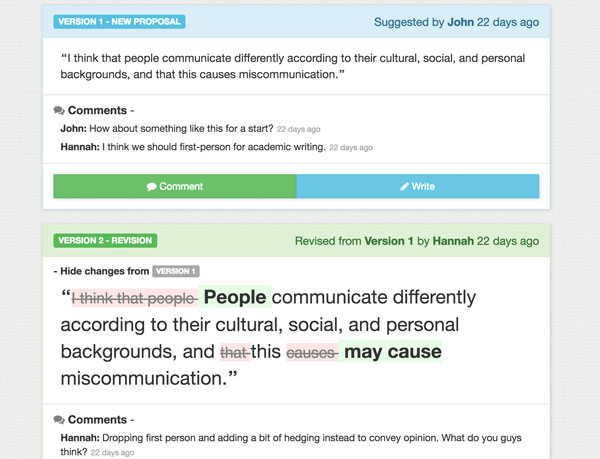 VERSION 1 - NEW PROPOSAL Suggested by John 22 days ago
“I think that people communicate differently according to their cultural, social, and personal
backgrounds, and that this causes miscommunication.”
Comments -
John: How about something like this for a start? 22 days ago
Hannah: I think we should first-person for academic writing. 22 days ago
Comment Write
VERSION 2 - REVISION Revised from Version 1 by Hannah 22 days ago
- Hide changes from VERSION 1
“I think that people People communicate differently
according to their cultural, social, and personal
backgrounds, and that this causes may cause
miscommunication.”
Comments -
Hannah: Dropping first person and adding a bit of hedging instead to convey opinion. What do you guys
think? 22 days ago